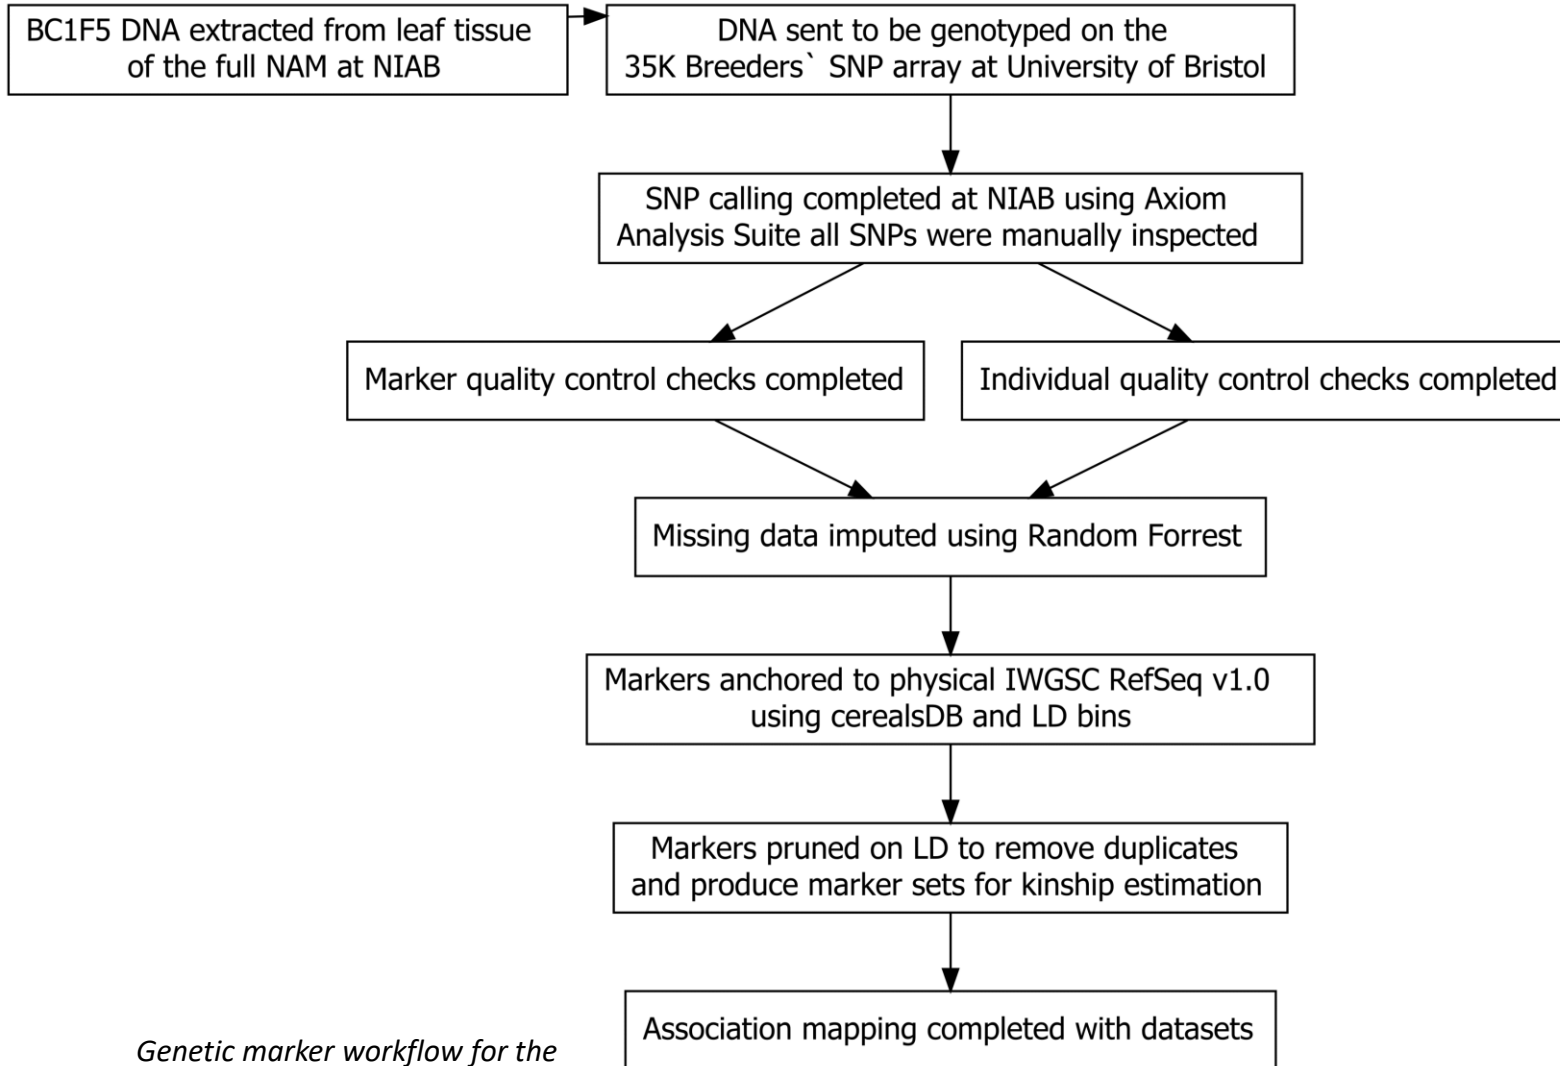 BC1F5 DNA extracted from leaf tissue
of the full NAM at NIAB
DNA sent to be genotyped on the
35K Breeders` SNP array at University of Bristol
SNP calling completed at NIAB using Axiom
Analysis Suite all SNPs were manually inspected
Marker quality control checks completed
Individual quality control checks completed
Missing data imputed using Random Forrest
Markers anchored to physical IWGSC RefSeq v1.0
using cerealsDB and LD bins
Markers pruned on LD to remove duplicates
and produce marker sets for kinship estimation
Association mapping completed with datasets
Genetic marker workflow for the